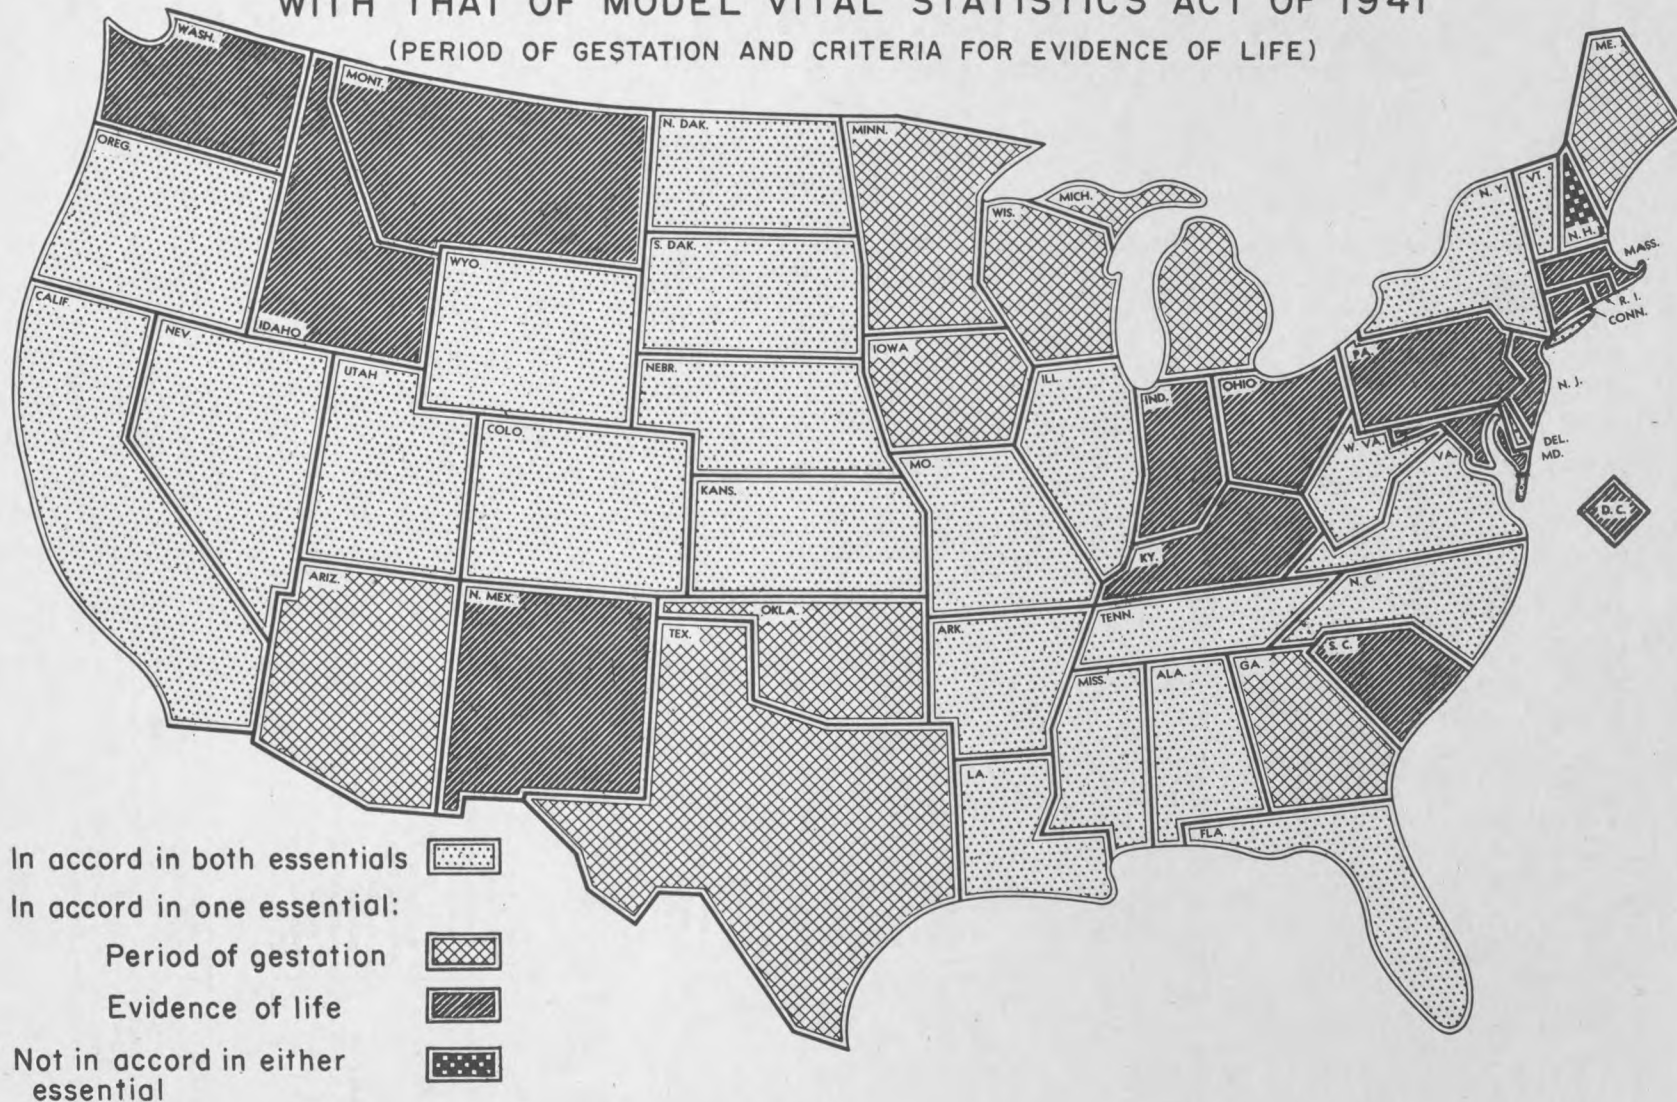 WITH THAT OF MODEL VITAL STATISTICS ACT OF 1941
(PERIOD OF GESTATION AND CRITERIA FOR EVIDENCE OF LIFE)
WASH.
MONT.
ME.
N. DAK.
MINN.
OREG.
MICH.
N. Y.
VT.
WIS.
N. H.
S. DAK.
MASS.
WYO.
CALIF.
R. I.
IDAHO
CONN.
NEV.
IOWA
PA.
UTAH
NEBR.
ILL.
IND.
OHIO
N. J.
COLO.
W. VA.
DEL.
VA.
MD.
MO.
KANS.
D. C.
KY.
ARIZ.
N. C.
N. MEX.
OKLA.
TENN.
TEX.
ARK.
S. C.
GA.
MISS.
ALA.
LA.
FLA.
In accord in both essentials
In accord in one essential:
Period of gestation
Evidence of life
Not in accord in either
essential